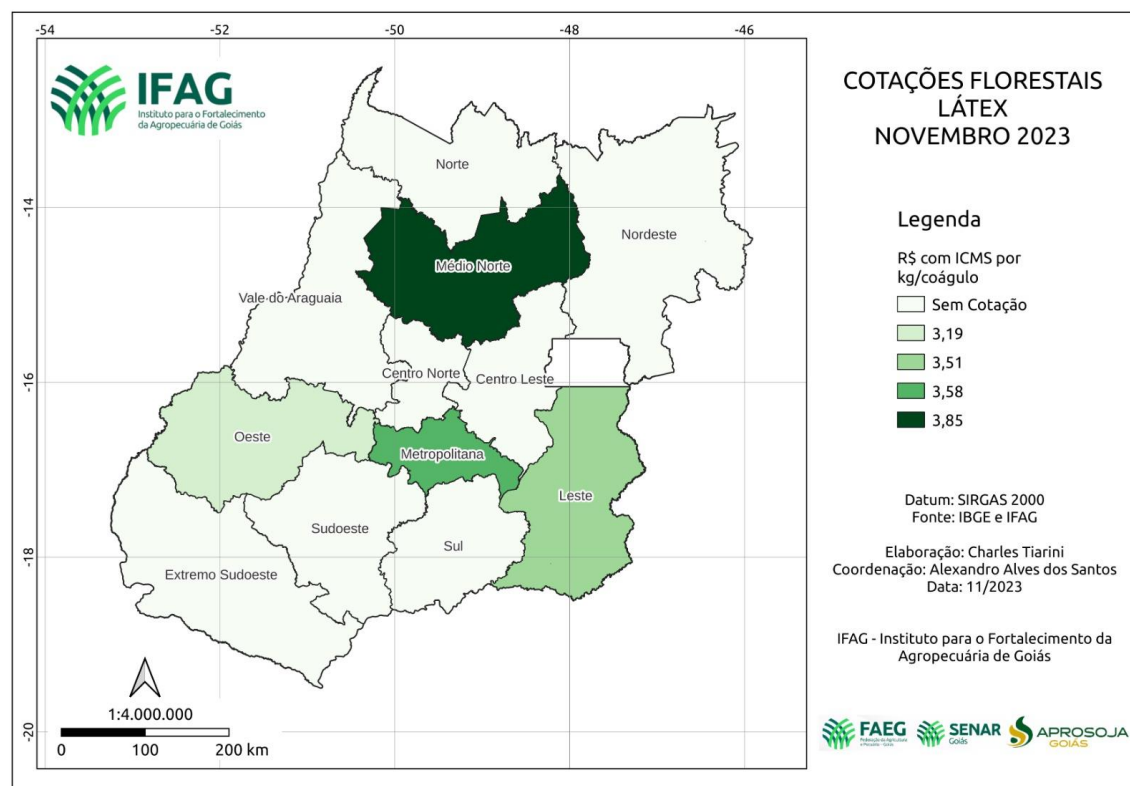 -54
-52
-50
-48
-46
IFAG
Instituto para o Fortalecimento
da Agropecuária de Goiás
COTAÇÕES FLORESTAIS
LÁTEX
NOVEMBRO 2023
Norte
-14
Nordeste
Médio Norte
Vale do Araguaia
Centro Norte
Centro Leste
-16
Oeste
Metropolitana
Leste
Sudoeste
Sul
-18
Extremo Sudoeste
-20
1:4.000.000
0 100 200 km
Legenda
R$ com ICMS por
kg/coágulo
Sem Cotação
3,19
3,51
3,58
3,85
Datum: SIRGAS 2000
Fonte: IBGE e IFAG
Elaboração: Charles Tiarini
Coordenação: Alexandro Alves dos Santos
Data: 11/2023
IFAG - Instituto para o Fortalecimento da
Agropecuária de Goiás
FAEG
SENAR
Goiás
APROSOJA
GOIÁS